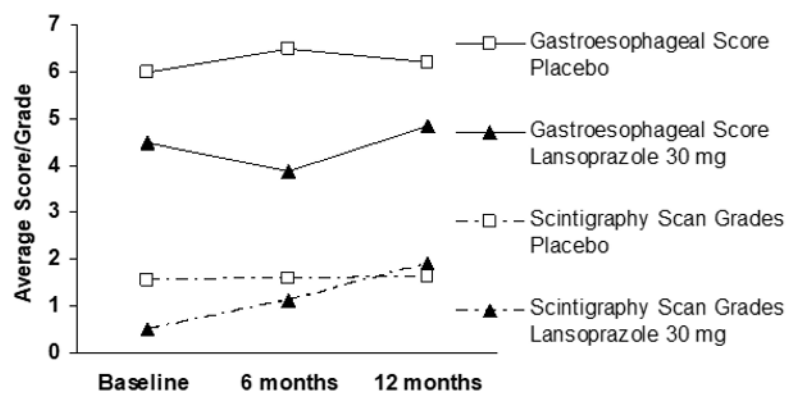 7
6
5
4
3
2
1
0
Average Score/Grade
Baseline
6 months
12 months
Gastroesophageal Score
Placebo
Gastroesophageal Score
Lansoprazole 30 mg
Scintigraphy Scan Grades
Placebo
Scintigraphy Scan Grades
Lansoprazole 30 mg